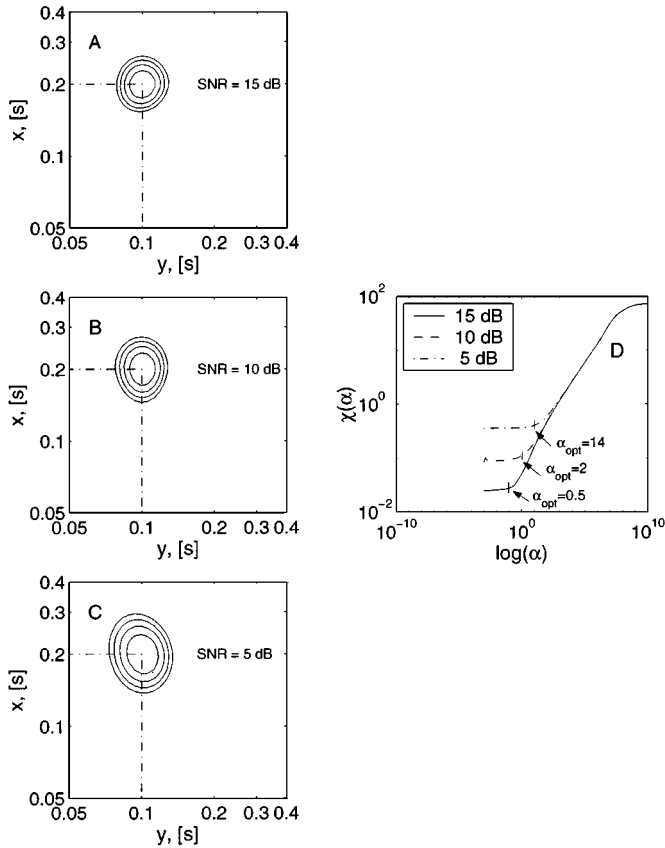 0.4
0.3
0.2
0.1
0.05
x, [s]
A
SNR = 15 dB
0.05 0.1 0.2 0.3 0.4
y, [s]
0.4
0.3
0.2
0.1
0.05
x, [s]
B
SNR = 10 dB
0.05 0.1 0.2 0.3 0.4
y, [s]
0.4
0.3
0.2
0.1
0.05
x, [s]
C
SNR = 5 dB
0.05 0.1 0.2 0.3 0.4
y, [s]
10^2
10^0
10^-2
χ(α)
15 dB
10 dB
5 dB
D
α_opt=14
α_opt=2
α_opt=0.5
10^-10 10^0 10^10
log(α)